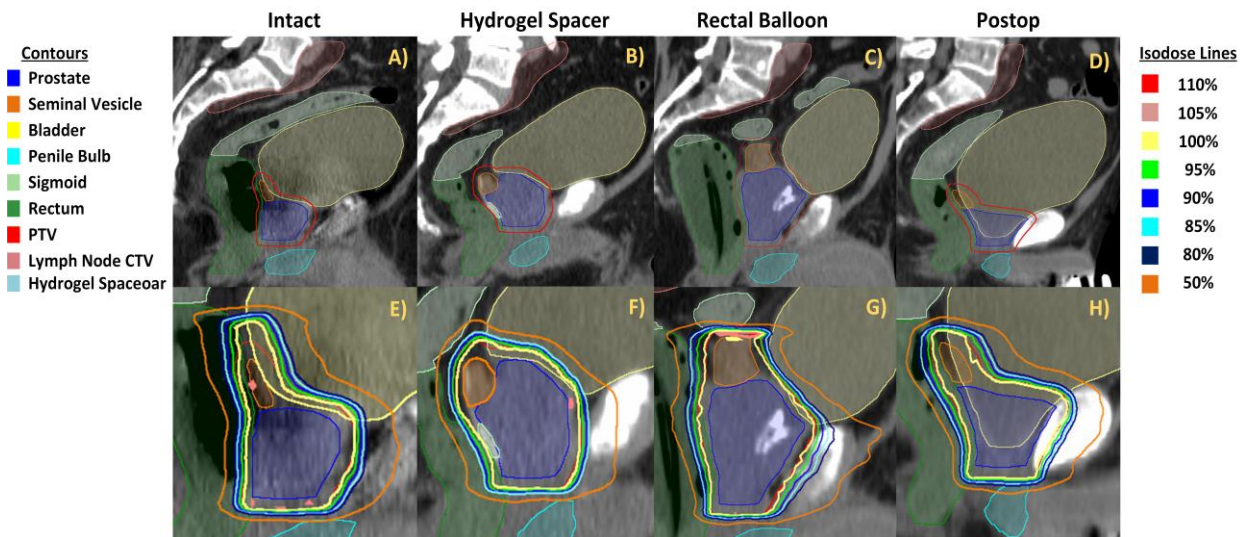 Intact Hydrogel Spacer Rectal Balloon Postop
Contours
Prostate
Seminal Vesicle
Bladder
Penile Bulb
Sigmoid
Rectum
PTV
Lymph Node CTV
Hydrogel Spaceoar
A) B) C) D)
E) F) G) H)
Isodose Lines
110%
105%
100%
95%
90%
85%
80%
50%